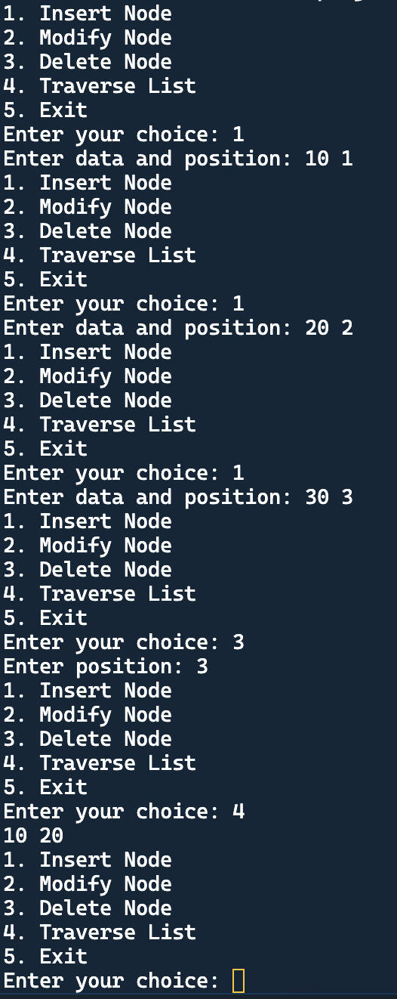 1. Insert Node
2. Modify Node
3. Delete Node
4. Traverse List
5. Exit
Enter your choice: 1
Enter data and position: 10 1
1. Insert Node
2. Modify Node
3. Delete Node
4. Traverse List
5. Exit
Enter your choice: 1
Enter data and position: 20 2
1. Insert Node
2. Modify Node
3. Delete Node
4. Traverse List
5. Exit
Enter your choice: 1
Enter data and position: 30 3
1. Insert Node
2. Modify Node
3. Delete Node
4. Traverse List
5. Exit
Enter your choice: 3
Enter position: 3
1. Insert Node
2. Modify Node
3. Delete Node
4. Traverse List
5. Exit
Enter your choice: 4
10 20
1. Insert Node
2. Modify Node
3. Delete Node
4. Traverse List
5. Exit
Enter your choice: